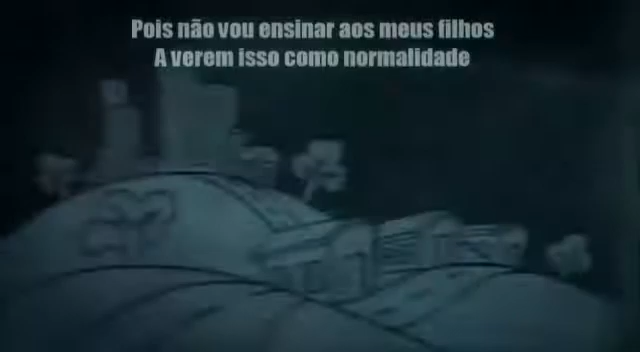 Pois não vou ensinar aos meus filhos
A verem isso como normalidade